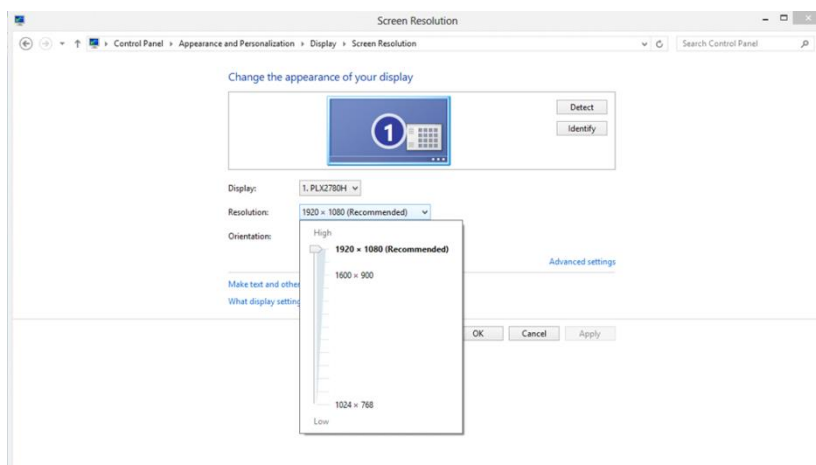 Screen Resolution
Control Panel ▸ Appearance and Personalization ▸ Display ▸ Screen Resolution
Search Control Panel
Change the appearance of your display
1
Detect
Identify
Display: 1. PLX2780H
Resolution: 1920 × 1080 (Recommended)
Orientation:
High
1920 × 1080 (Recommended)
1600 × 900
1024 × 768
Low
Advanced settings
Make text and other
What display setting
OK Cancel Apply